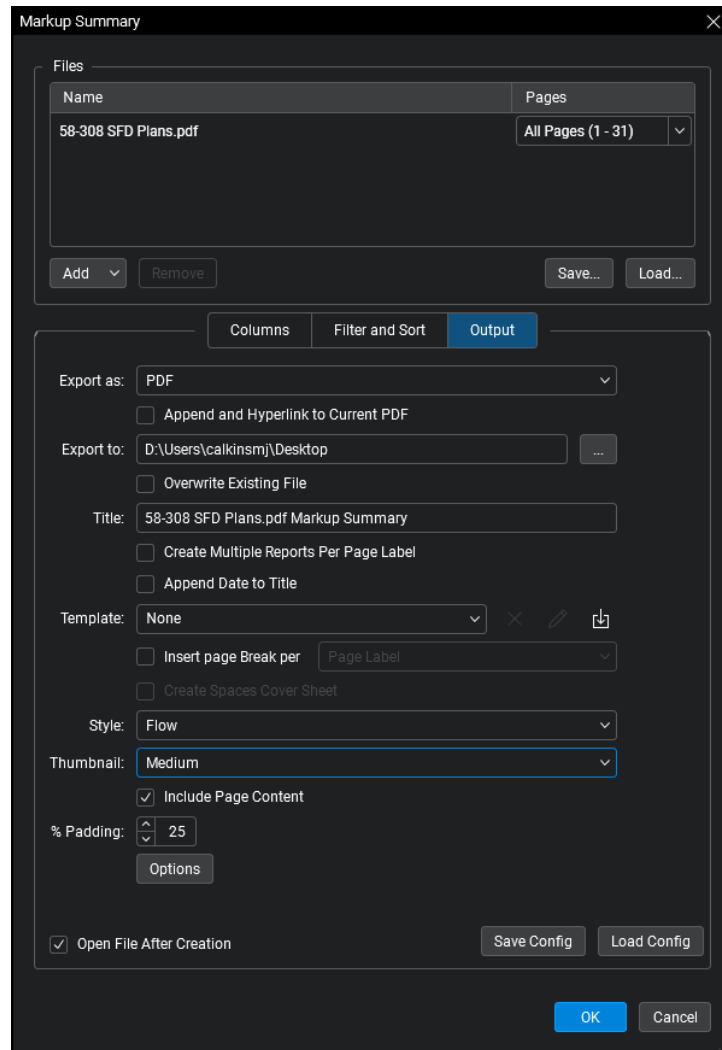 Markup Summary
Files
Name Pages
58-308 SFD Plans.pdf All Pages (1 - 31)
Add Remove Save... Load...
Columns Filter and Sort Output
Export as: PDF
Append and Hyperlink to Current PDF
Export to: D:\Users\calkinsmj\Desktop ...
Overwrite Existing File
Title: 58-308 SFD Plans.pdf Markup Summary
Create Multiple Reports Per Page Label
Append Date to Title
Template: None
Insert page Break per Page Label
Create Spaces Cover Sheet
Style: Flow
Thumbnail: Medium
Include Page Content
% Padding: 25
Options
Open File After Creation Save Config Load Config
OK Cancel